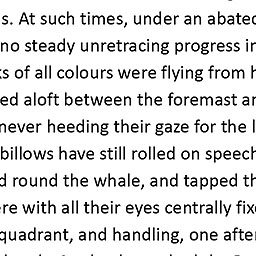 s. At such times, under an abated
no steady unretracing progress in
s of all colours were flying from h
ed aloft between the foremast an
never heeding their gaze for the l
billows have still rolled on speech
d round the whale, and tapped th
re with all their eyes centrally fixe
quadrant, and handling, one after